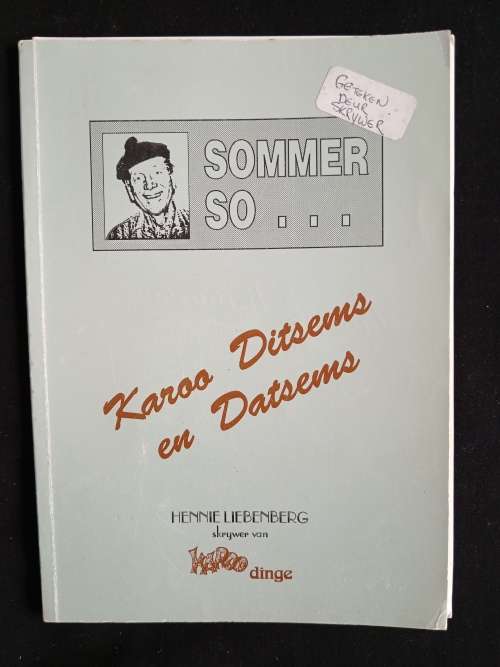 GETEKEN
DEUR
SKRYWER
SOMMER
SO . . .
Karoo Ditsems
en Datsems
HENNIE LIEBENBERG
skrywer van
KAROO dinge